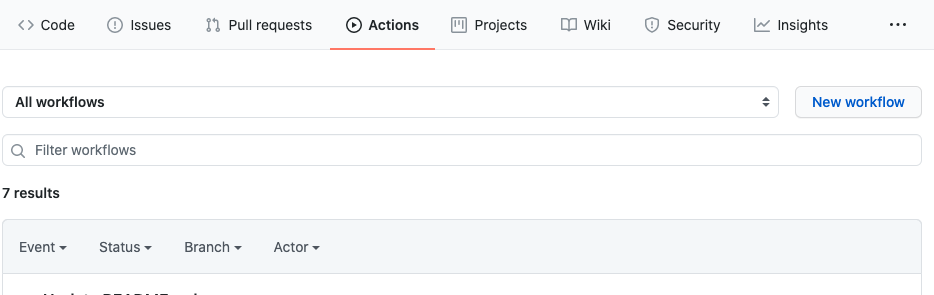 Code Issues Pull requests Actions Projects Wiki Security Insights ...
All workflows New workflow
Filter workflows
7 results
Event Status Branch Actor